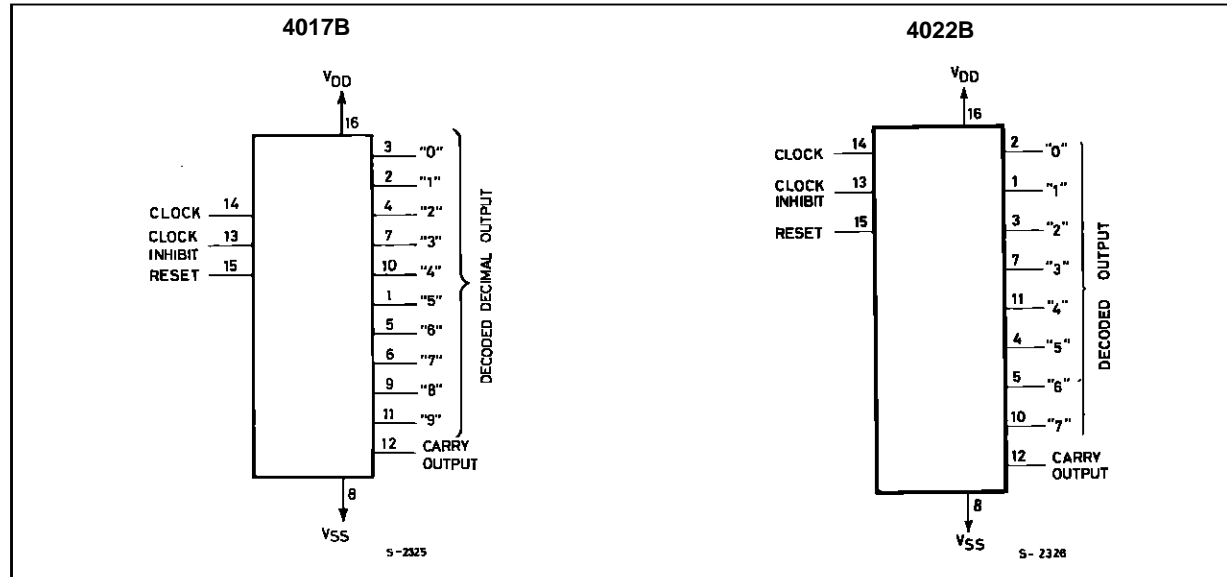 4017B
VDD
16
3 "0"
2 "1"
4 "2"
7 "3"
10 "4"
1 "5"
5 "6"
6 "7"
9 "8"
11 "9"
12 CARRY
OUTPUT
14 CLOCK
13 CLOCK
INHIBIT
15 RESET
DECODED DECIMAL OUTPUT
8
VSS
S-2325
4022B
VDD
16
2 "0"
1 "1"
3 "2"
7 "3"
11 "4"
4 "5"
5 "6"
10 "7"
12 CARRY
OUTPUT
CLOCK 14
CLOCK 13
INHIBIT
RESET 15
DECODED OUTPUT
8
VSS
S-2326